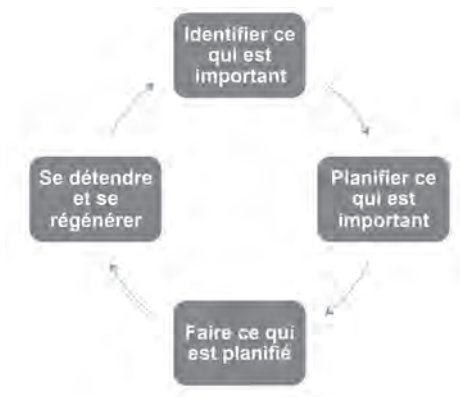 Identifier ce
qui est
important
Planifier ce
qui est
important
Faire ce qui
est planifié
Se détendre
et se
régénérer